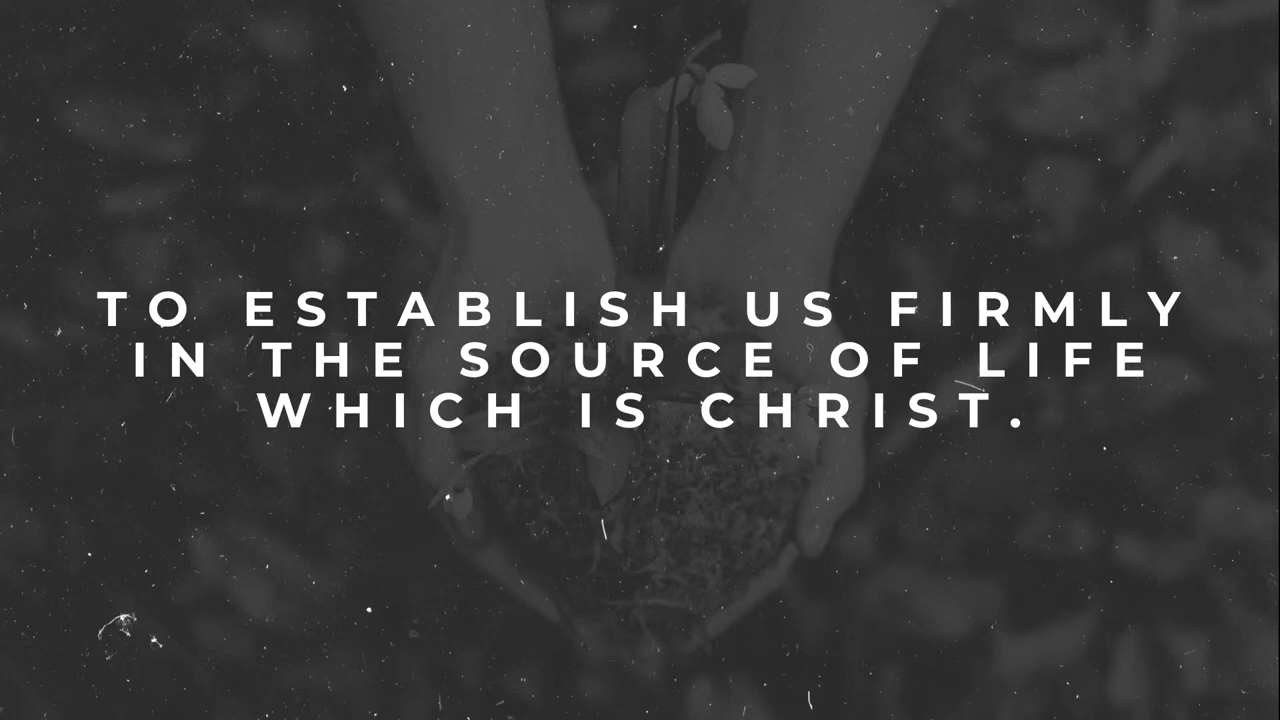 TO ESTABLISH US FIRMLY
IN THE SOURCE OF LIFE
WHICH IS CHRIST.